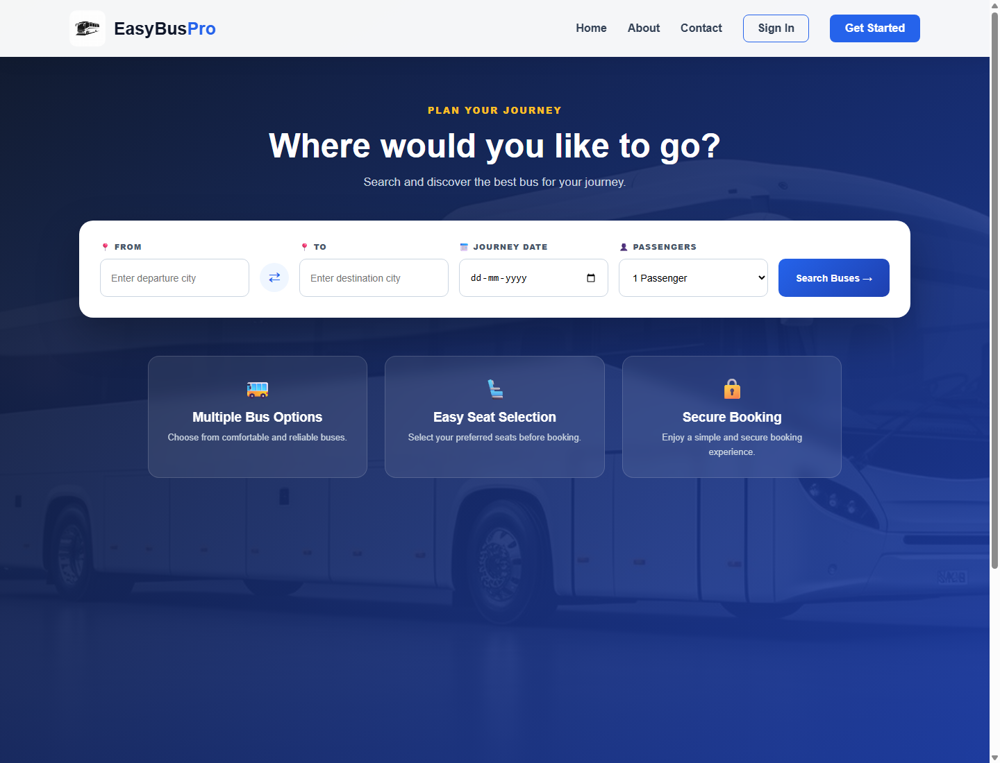 EasyBusPro
Home
About
Contact
Sign In
Get Started
PLAN YOUR JOURNEY
Where would you like to go?
Search and discover the best bus for your journey.
FROM
TO
JOURNEY DATE
PASSENGERS
Enter departure city
Enter destination city
dd-mm-yyyy
1 Passenger
Search Buses →
Multiple Bus Options
Choose from comfortable and reliable buses.
Easy Seat Selection
Select your preferred seats before booking.
Secure Booking
Enjoy a simple and secure booking
experience.